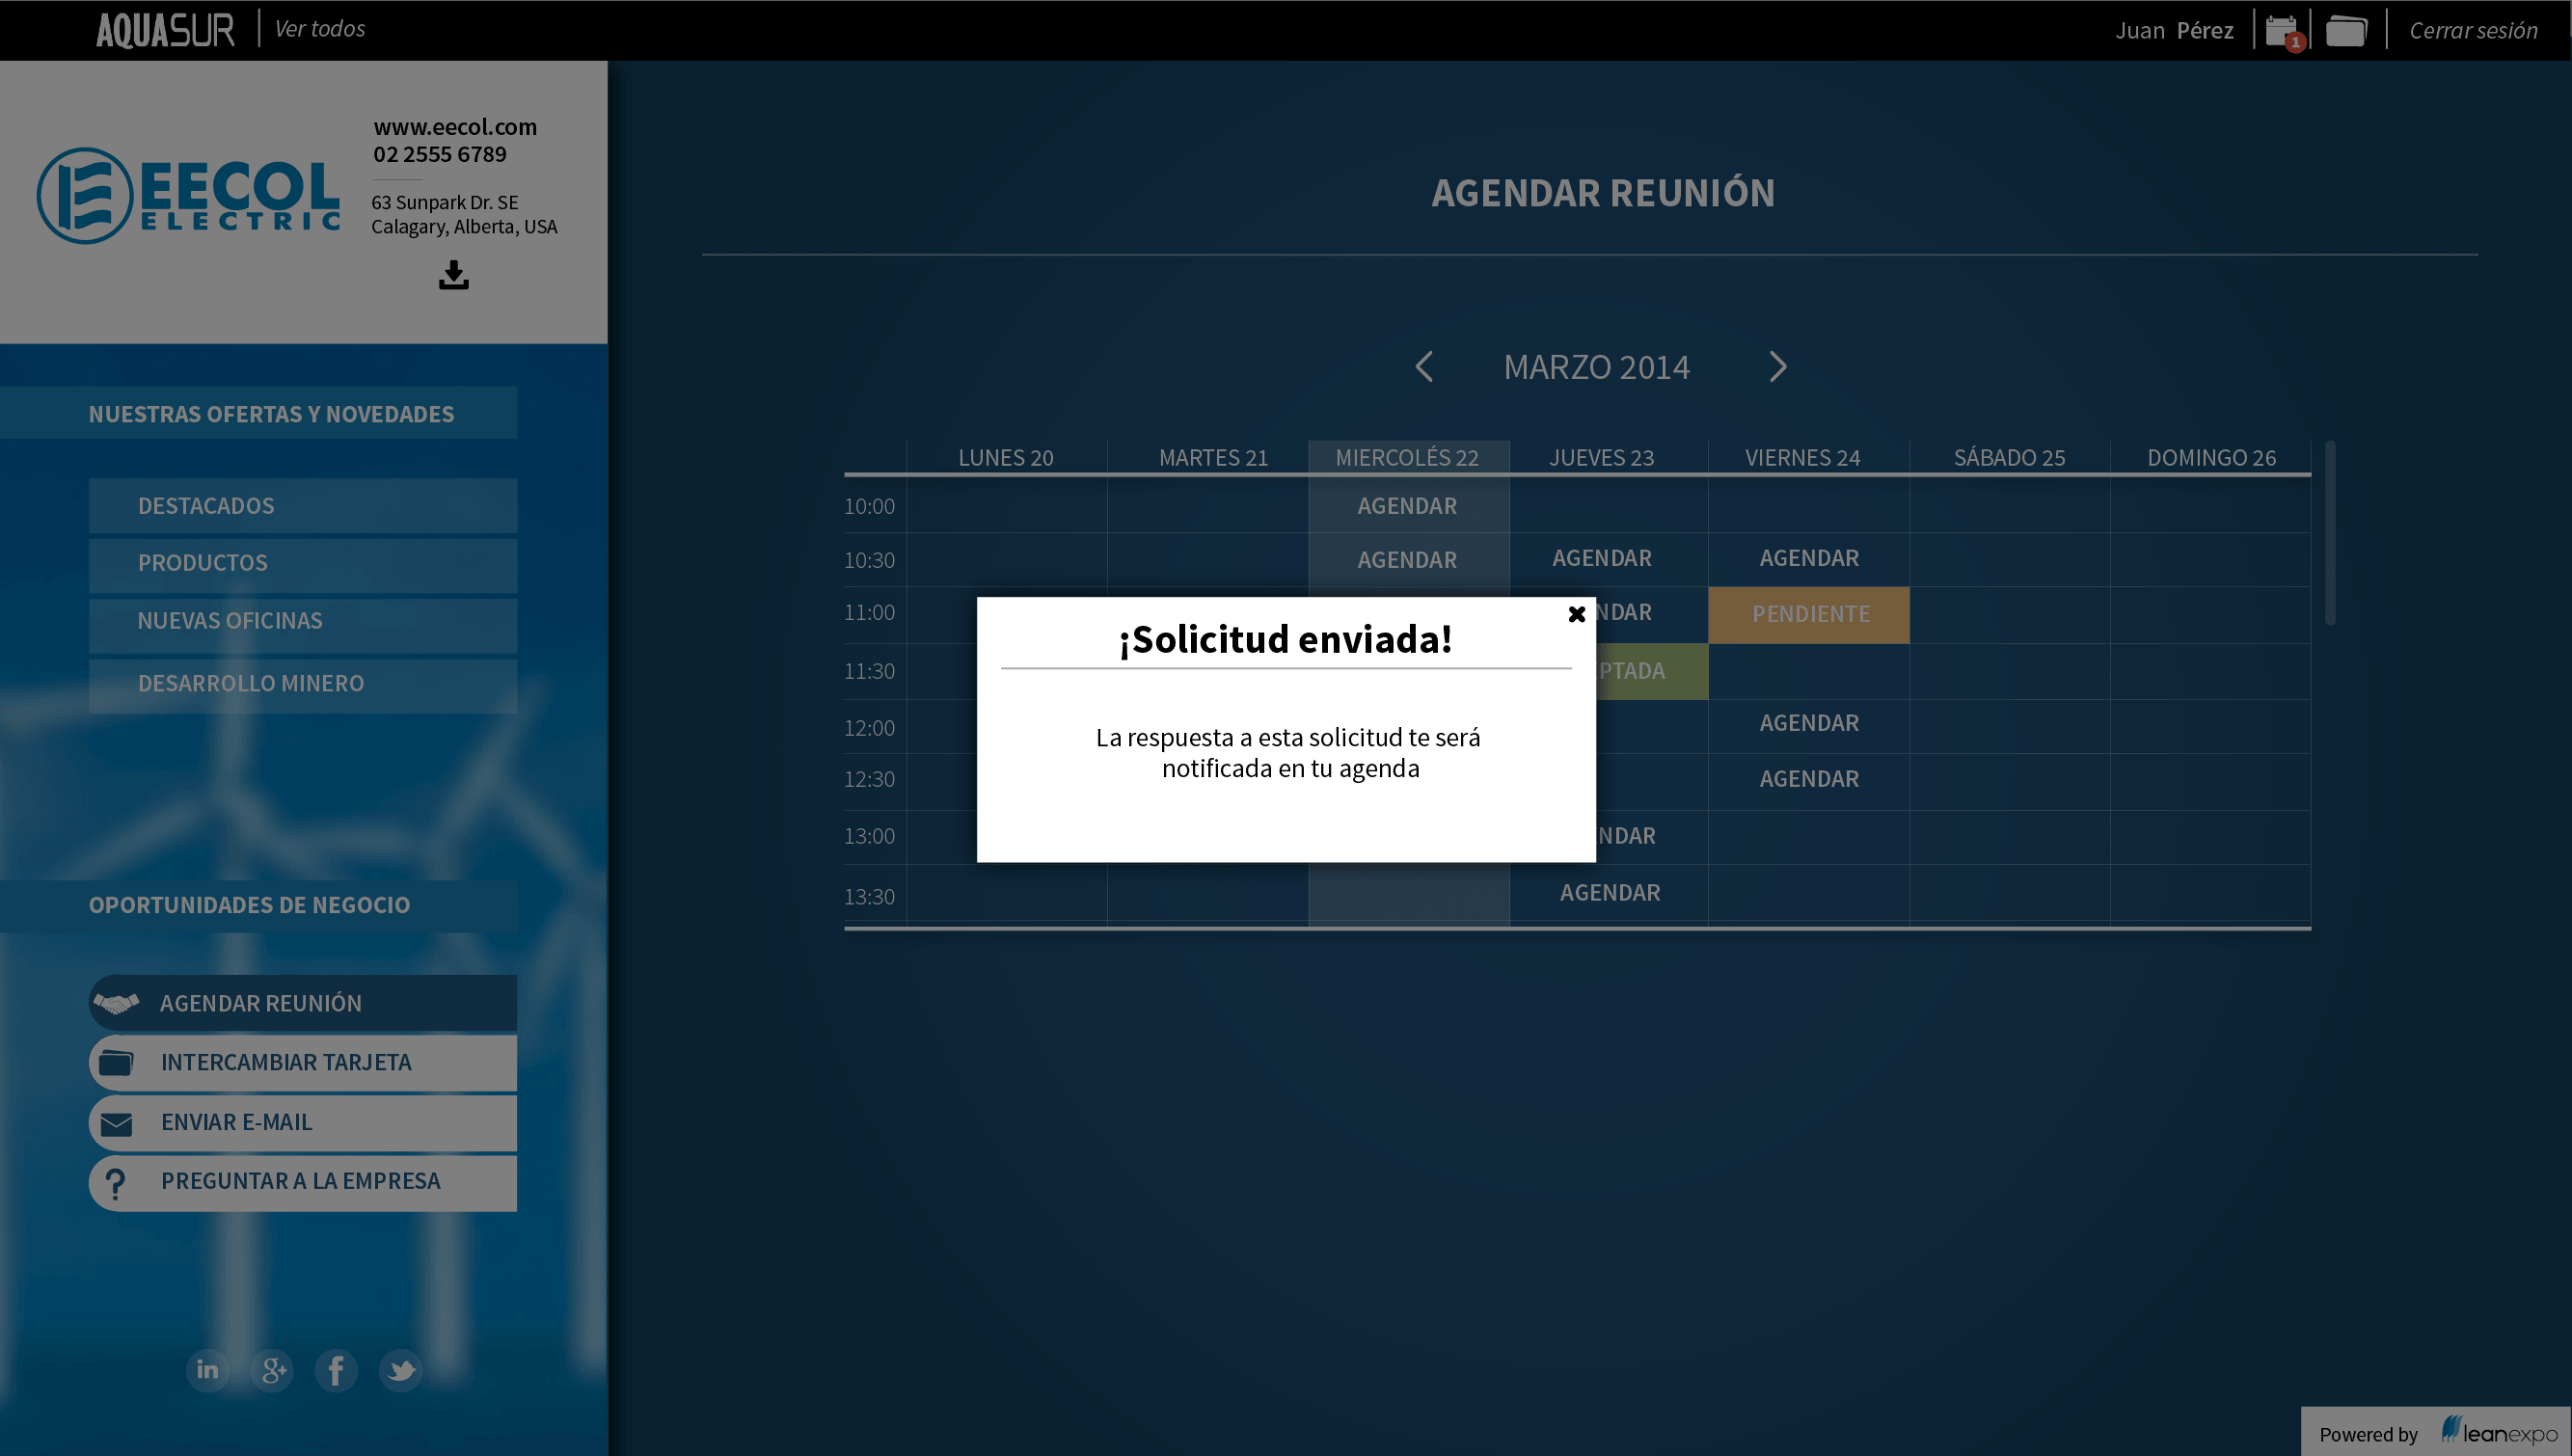 AQUASUR
Ver todos
Juan Pérez
1
Cerrar sesión
EECOL
ELECTRIC
www.eecol.com
02 2555 6789
63 Sunpark Dr. SE
Calagary, Alberta, USA
NUESTRAS OFERTAS Y NOVEDADES
DESTACADOS
PRODUCTOS
NUEVAS OFICINAS
DESARROLLO MINERO
OPORTUNIDADES DE NEGOCIO
AGENDAR REUNIÓN
INTERCAMBIAR TARJETA
ENVIAR E-MAIL
? PREGUNTAR A LA EMPRESA
in g+ f
AGENDAR REUNIÓN
MARZO 2014
LUNES 20 MARTES 21 MIERCOLÉS 22 JUEVES 23 VIERNES 24 SÁBADO 25 DOMINGO 26
10:00 AGENDAR
10:30 AGENDAR AGENDAR AGENDAR
11:00 NDAR PENDIENTE
11:30 PTADA
12:00 AGENDAR
12:30 AGENDAR
13:00 NDAR
13:30 AGENDAR
¡Solicitud enviada!
La respuesta a esta solicitud te será
notificada en tu agenda
Powered by leanexpo